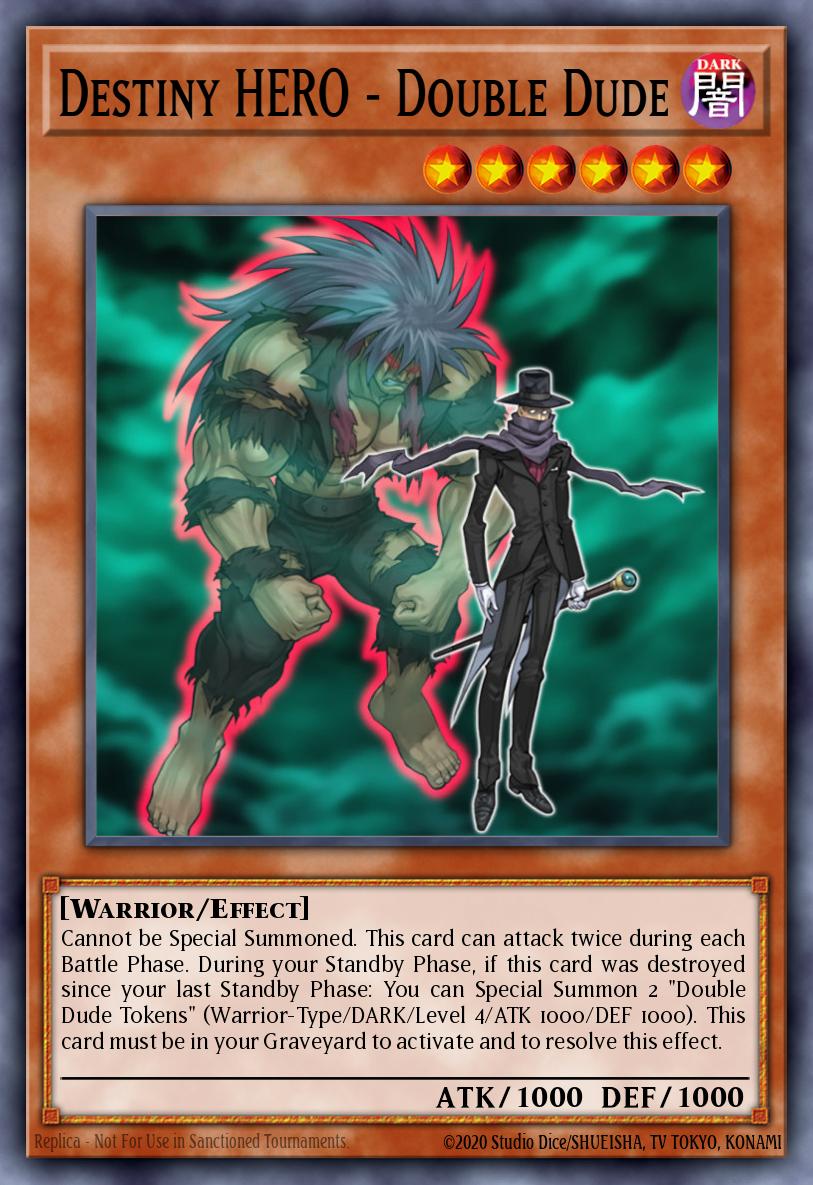 Destiny HERO - Double Dude
DARK
闇
[Warrior/Effect]
Cannot be Special Summoned. This card can attack twice during each
Battle Phase. During your Standby Phase, if this card was destroyed
since your last Standby Phase: You can Special Summon 2 "Double
Dude Tokens" (Warrior-Type/DARK/Level 4/ATK 1000/DEF 1000). This
card must be in your Graveyard to activate and to resolve this effect.
ATK/1000 DEF/1000
Replica - Not For Use in Sanctioned Tournaments.
©2020 Studio Dice/SHUEISHA, TV TOKYO, KONAMI